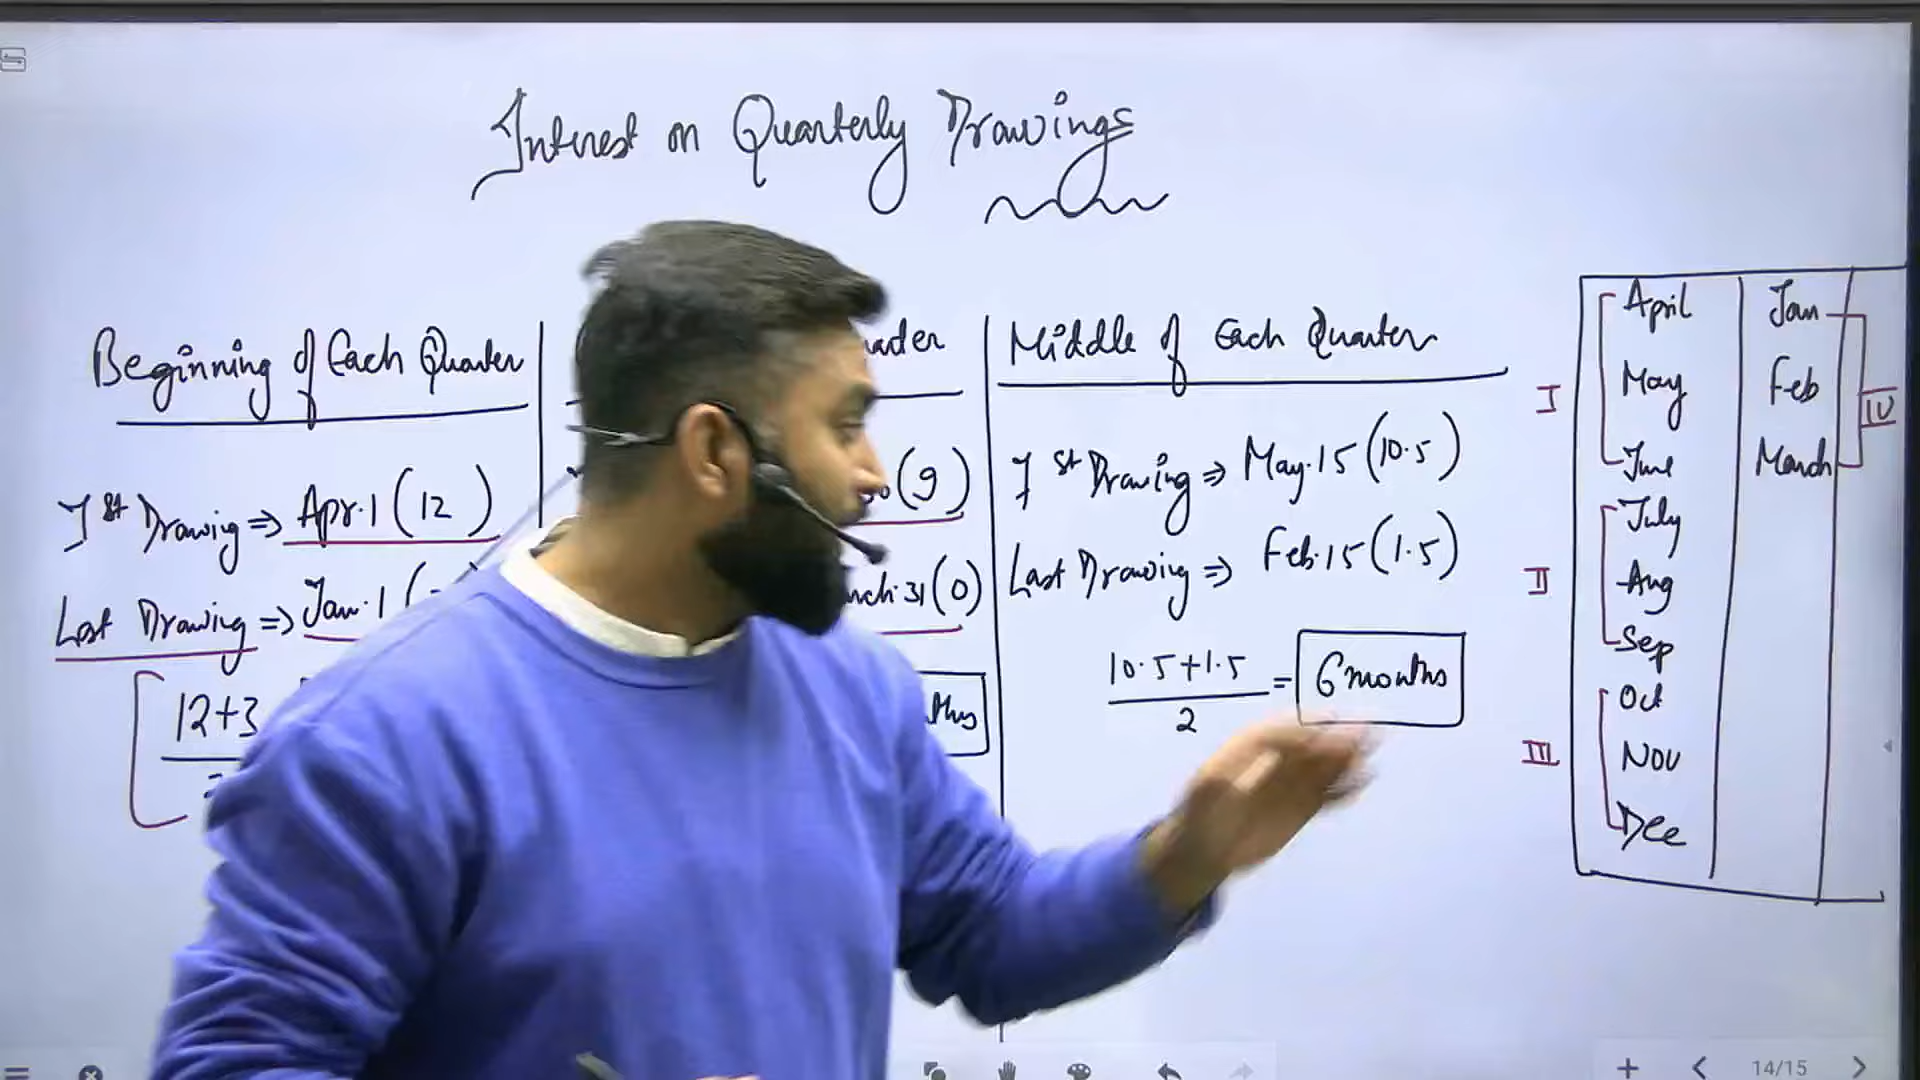 Interest on Quarterly Drawings
Beginning of Each Quarter
Ist Drawing ⇒ Apr.1 (12)
Last Drawing ⇒ Jan.1 (
12+3
(9)
31 (0)
Middle of Each Quarter
Ist Drawing ⇒ May.15 (10.5)
Last Drawing ⇒ Feb.15 (1.5)
10.5+1.5
2
= 6 months
I
April
May
June
II
July
Aug
Sep
III
Oct
Nov
Dec
Jan
Feb
March
IV
14/15